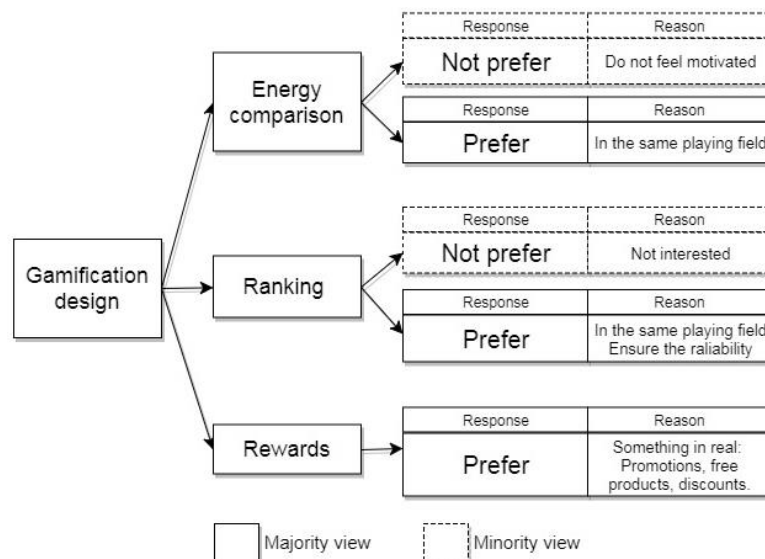 Response Reason
Not prefer Do not feel motivated
Energy
comparison
Response Reason
Prefer In the same playing field
Response Reason
Not prefer Not interested
Gamification
design
Ranking
Response Reason
Prefer In the same playing field
Ensure the raliability
Rewards
Response Reason
Prefer Something in real:
Promotions, free
products, discounts.
Majority view Minority view